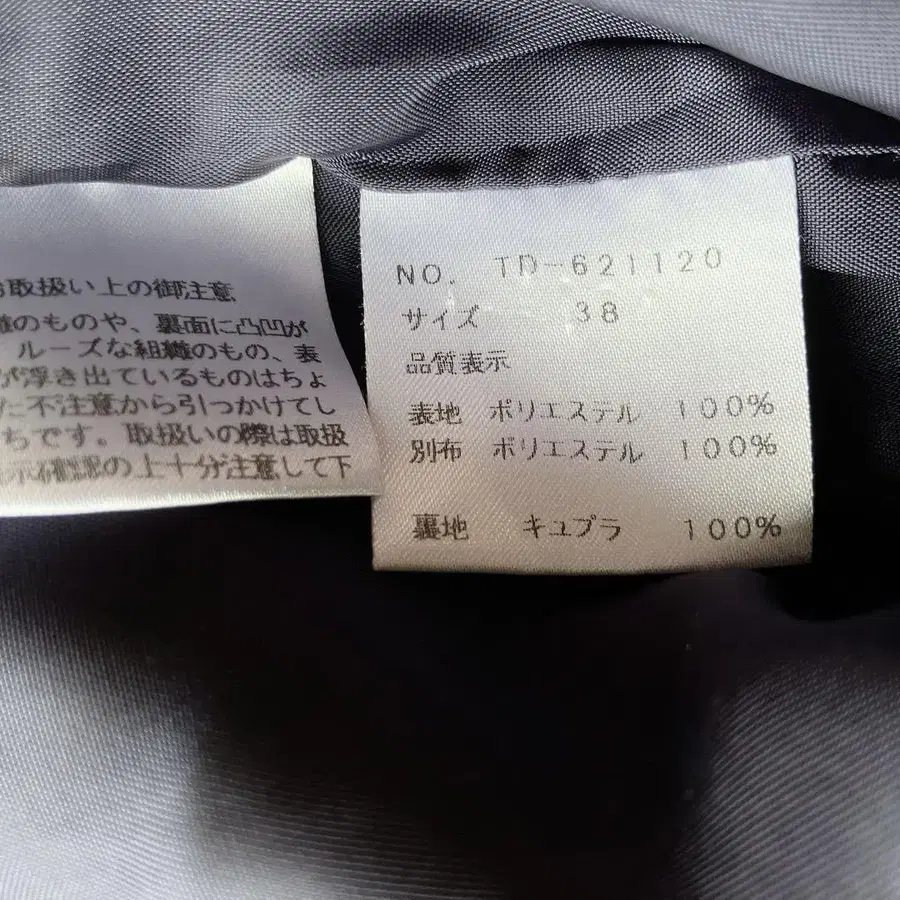 取扱い上の御注意
のものや、裏面に凸凹が
ルーズな組織のもの、表
が浮き出ているものはちょ
た不注意から引っかけてし
ちです。取扱いの際は取扱
示確認の上十分注意して下
NO. TD-621120
サイズ 38
品質表示
表地 ポリエステル 100%
別布 ポリエステル 100%
裏地 キュプラ 100%